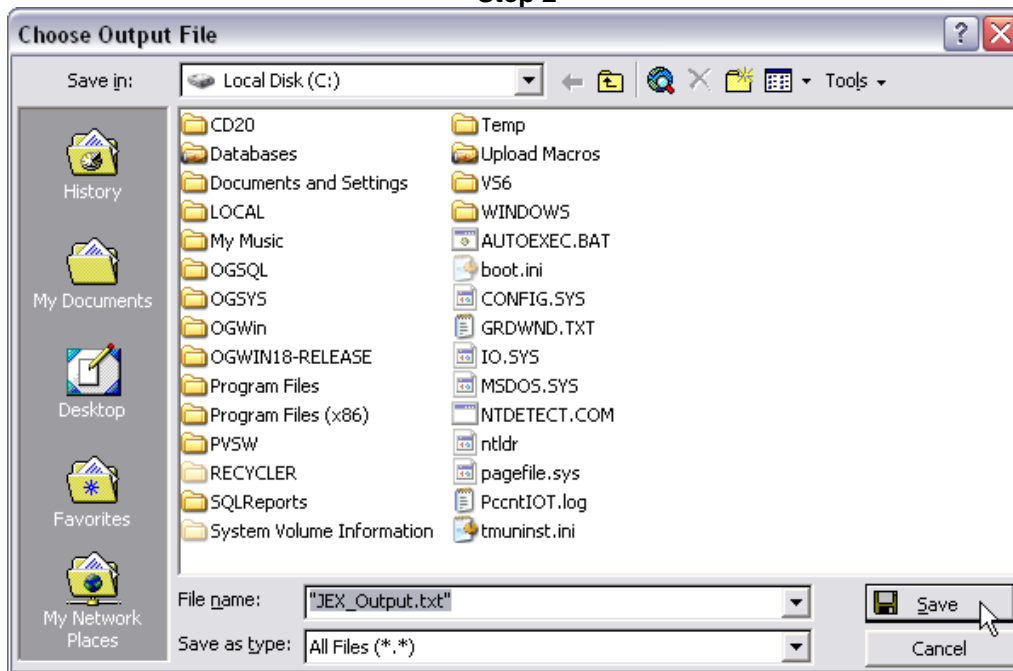 Choose Output File
Save in:
Local Disk (C:)
Tools
History
My Documents
Desktop
Favorites
My Network
Places
CD20
Databases
Documents and Settings
LOCAL
My Music
OGSQL
OGSYS
OGWin
OGWIN18-RELEASE
Program Files
Program Files (x86)
PVSW
RECYCLER
SQLReports
System Volume Information
Temp
Upload Macros
VS6
WINDOWS
AUTOEXEC.BAT
boot.ini
CONFIG.SYS
GRDWND.TXT
IO.SYS
MSDOS.SYS
NTDETECT.COM
ntldr
pagefile.sys
PccntIOT.log
tmuninst.ini
File name:
"JEX_Output.txt"
Save
Save as type:
All Files (*.*)
Cancel